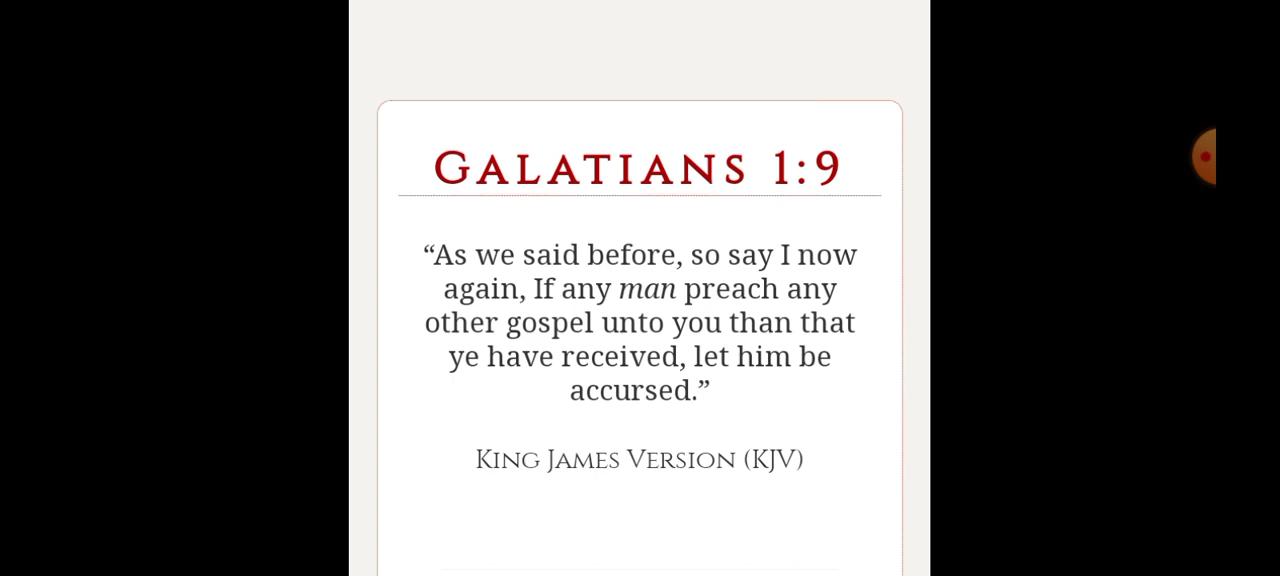 GALATIANS 1:9
“As we said before, so say I now
again, If any man preach any
other gospel unto you than that
ye have received, let him be
accursed.”
KING JAMES VERSION (KJV)